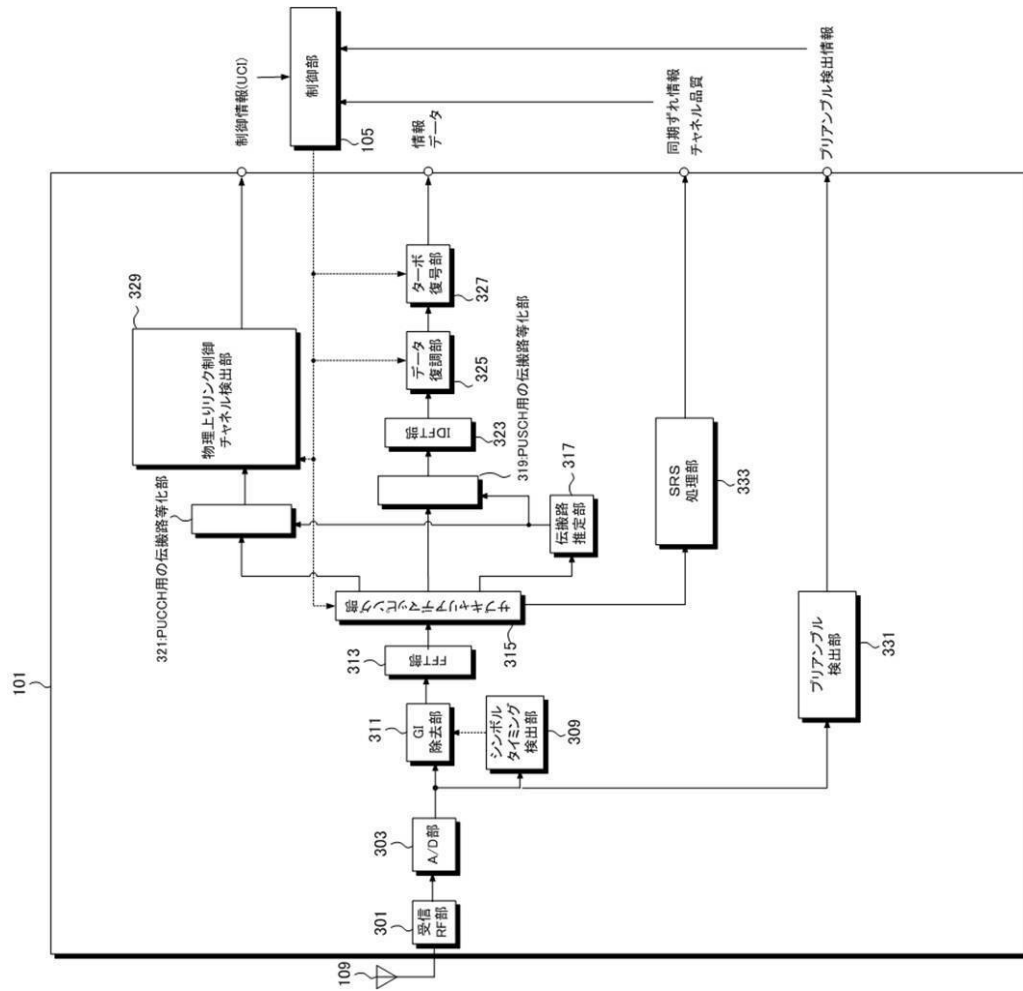 101
109
301
受信
RF部
303
A/D部
311
GI
除去部
シンボル
タイミング
検出部
309
313
FFT部
サブキャリアデマッピング部
315
321:PUCCH用の伝搬路等化部
329
物理上りリンク制御
チャネル検出部
319:PUSCH用の伝搬路等化部
伝搬路
推定部
317
IDFT部
323
データ
復調部
325
ターボ
復号部
327
SRS
処理部
333
プリアンブル
検出部
331
制御情報(UCI)
制御部
105
情報
データ
同期ずれ情報
チャネル品質
プリアンブル検出情報